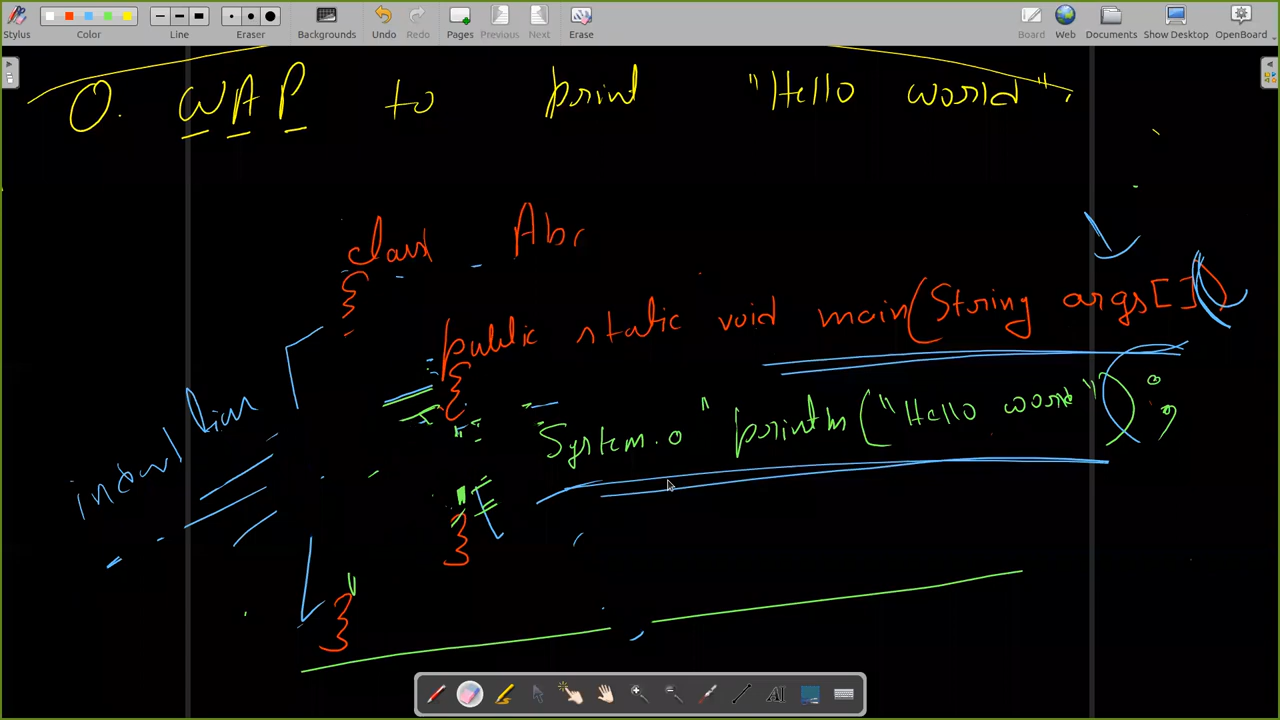 Stylus Color Line Eraser Backgrounds Undo Redo Pages Previous Next Erase Board Web Documents Show Desktop OpenBoard
Q. WAP to print "Hello world".
class Abc
{
public static void main(String args[])
{
System.o " println("Hello world");
indentation
}
}